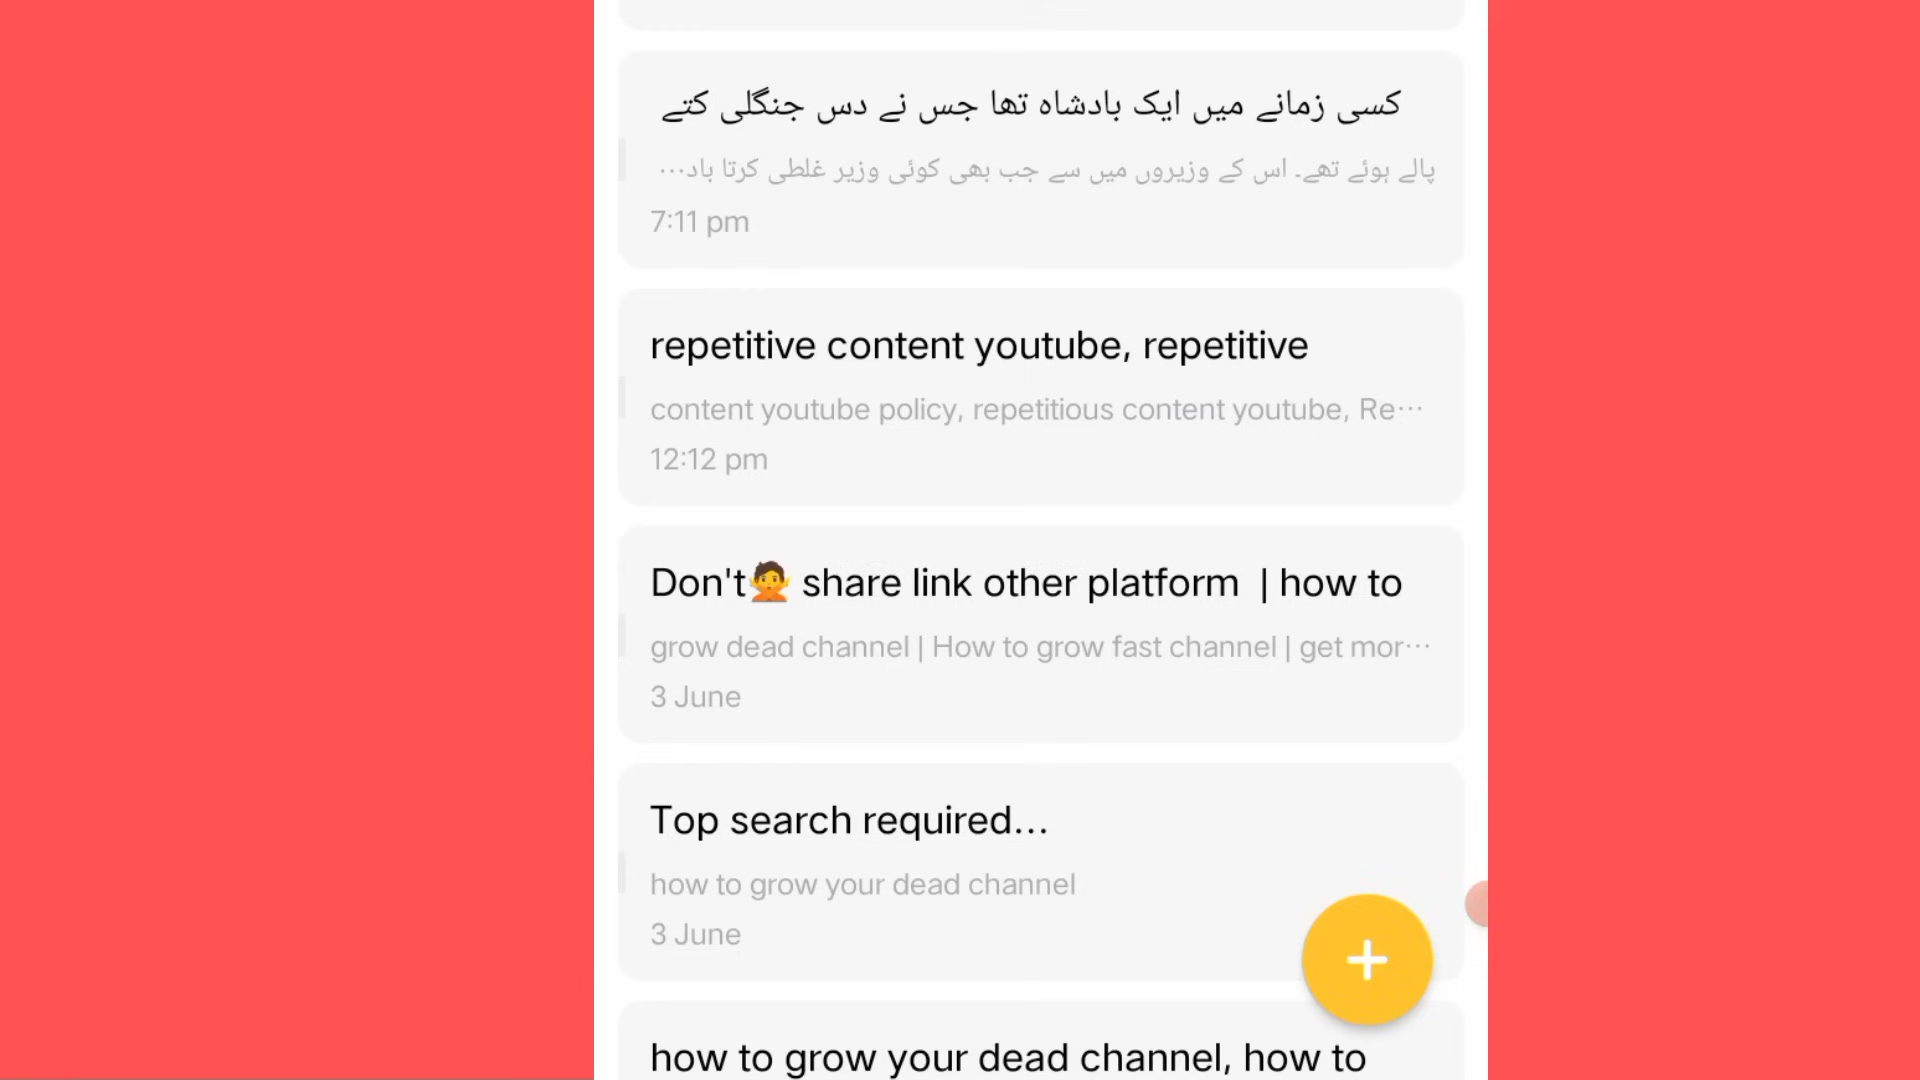 کسی زمانے میں ایک بادشاہ تھا جس نے دس جنگلی کتے
پالے ہوئے تھے۔ اس کے وزیروں میں سے جب بھی کوئی وزیر غلطی کرتا باد···
7:11 pm
repetitive content youtube, repetitive
content youtube policy, repetitious content youtube, Re···
12:12 pm
Don't🙅 share link other platform | how to
grow dead channel | How to grow fast channel | get mor···
3 June
Top search required...
how to grow your dead channel
3 June
how to grow your dead channel, how to